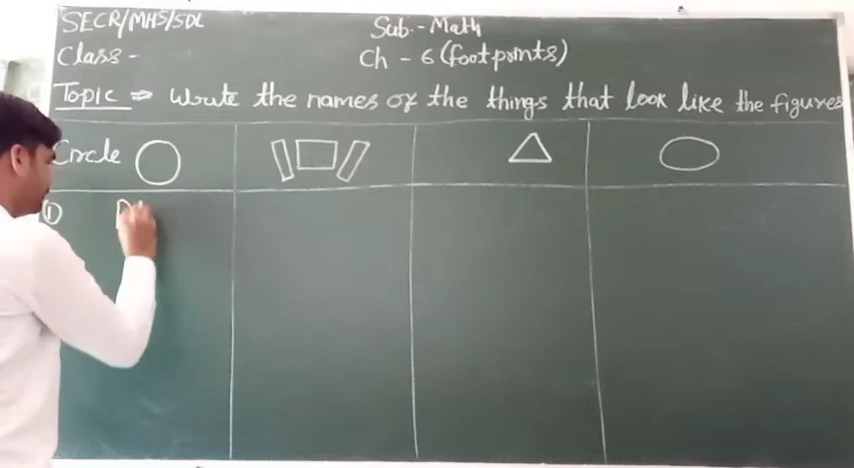 SECR/MHS/SDL
Sub.- Math
Class -
Ch - 6 (footprints)
Topic ⇒ Write the names of the things that look like the figures
Circle
①